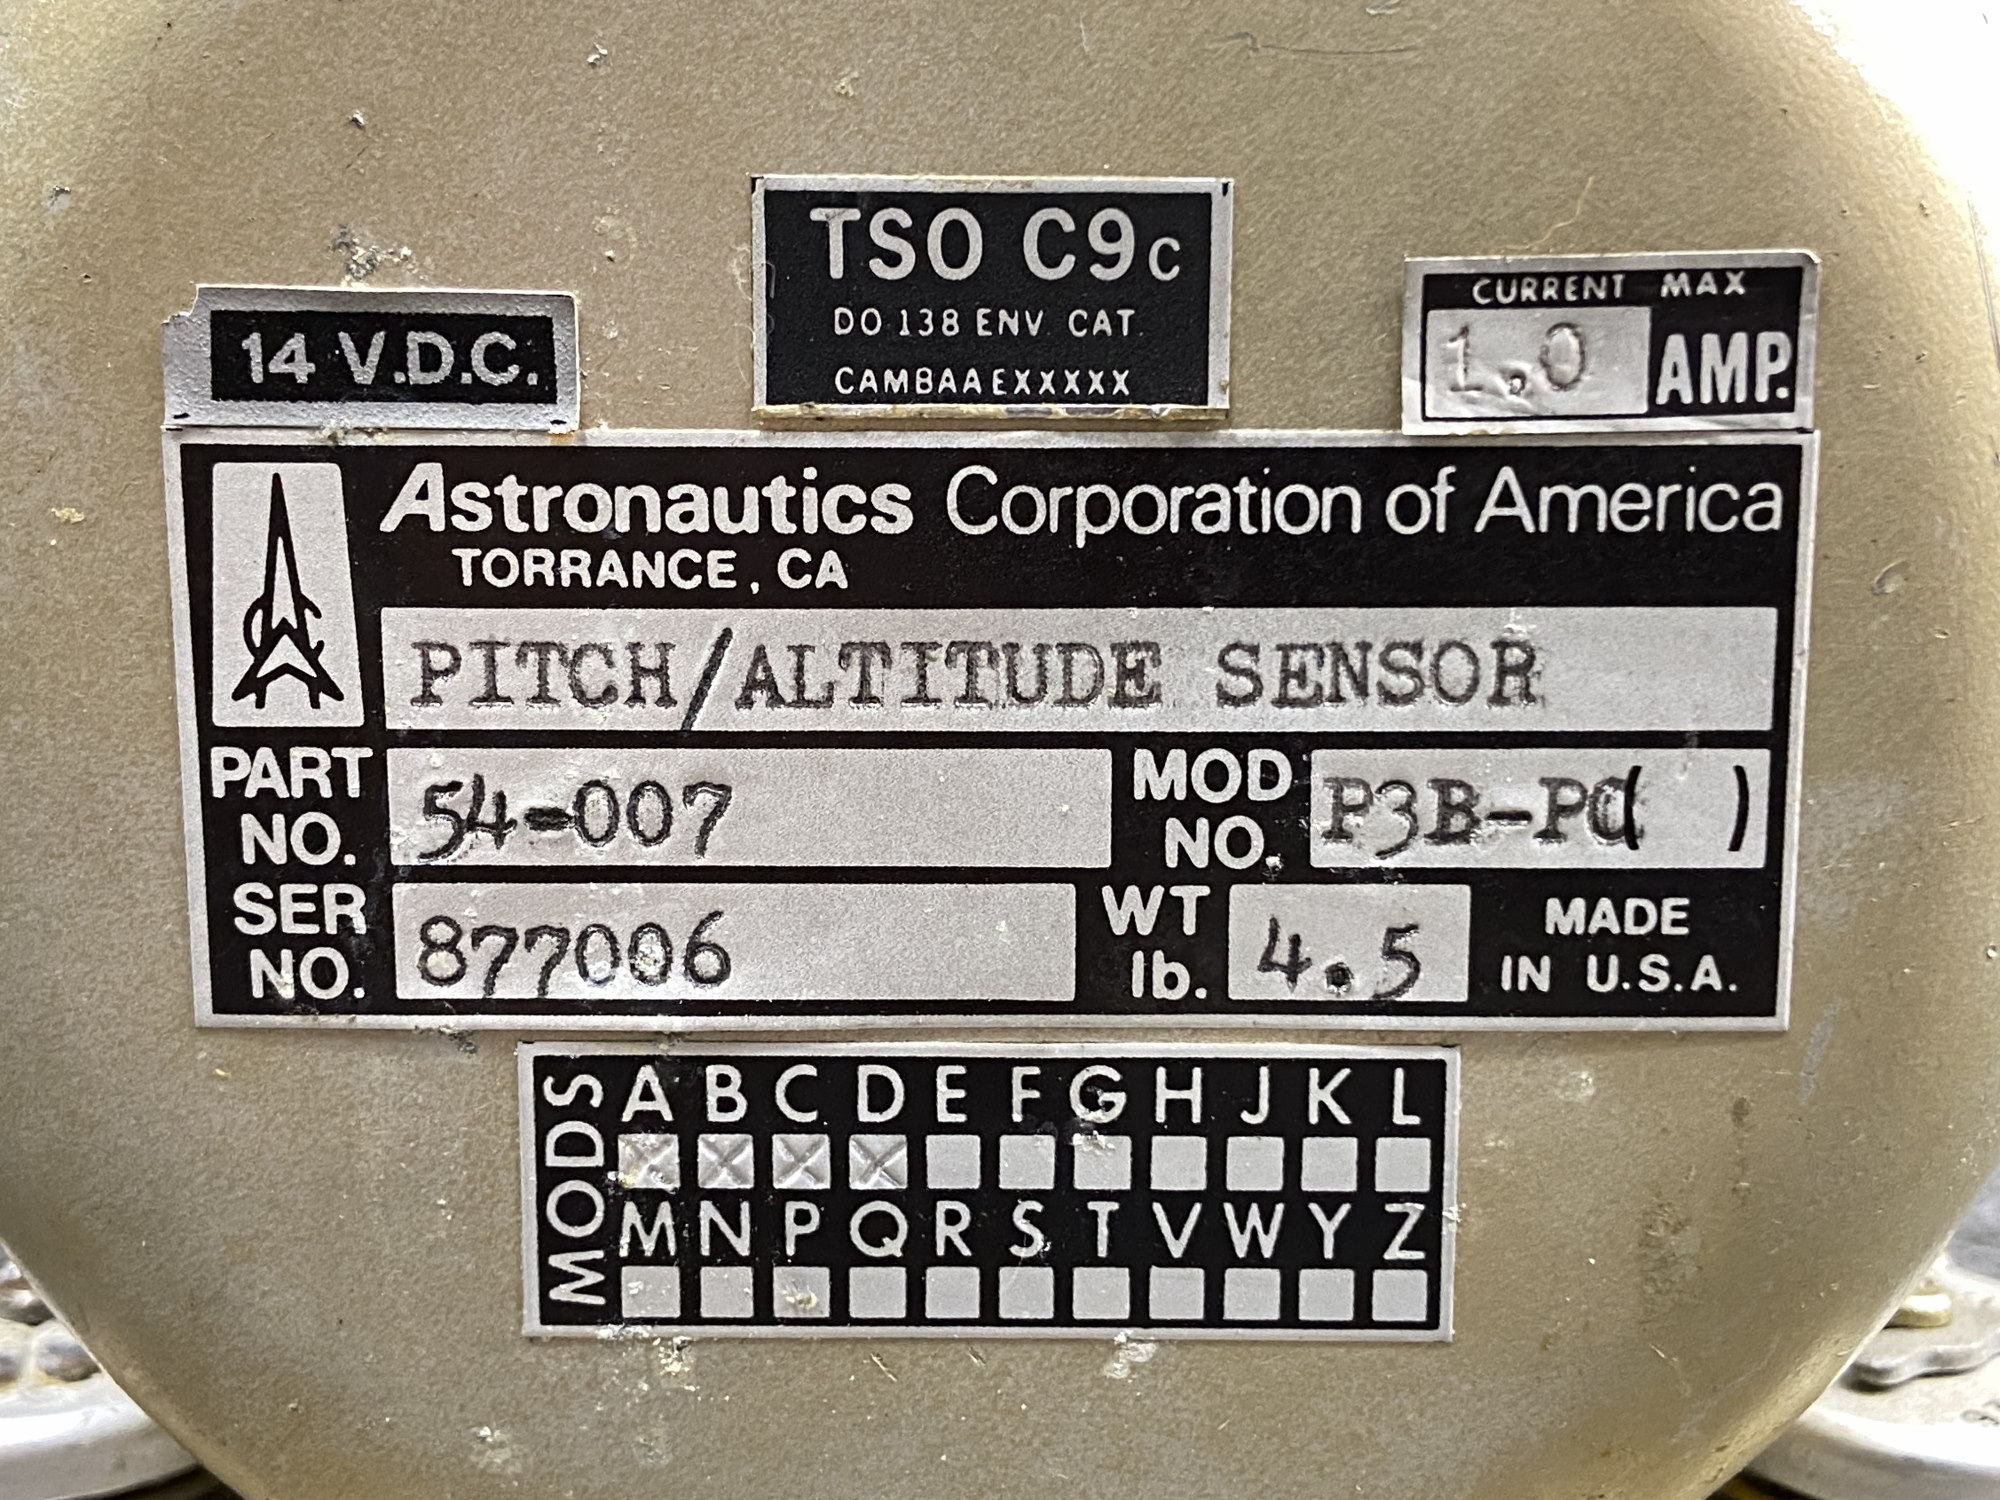 TSO C9c
DO 138 ENV. CAT.
CAMBAAEXXXXX
14 V.D.C.
CURRENT MAX
1.0 AMP.
Astronautics Corporation of America
TORRANCE, CA
PITCH/ALTITUDE SENSOR
PART NO. 54-007
MOD NO. P3B-PC( )
SER NO. 877006
WT lb. 4.5
MADE IN U.S.A.
MODS
A B C D E F G H J K L
M N P Q R S T V W Y Z